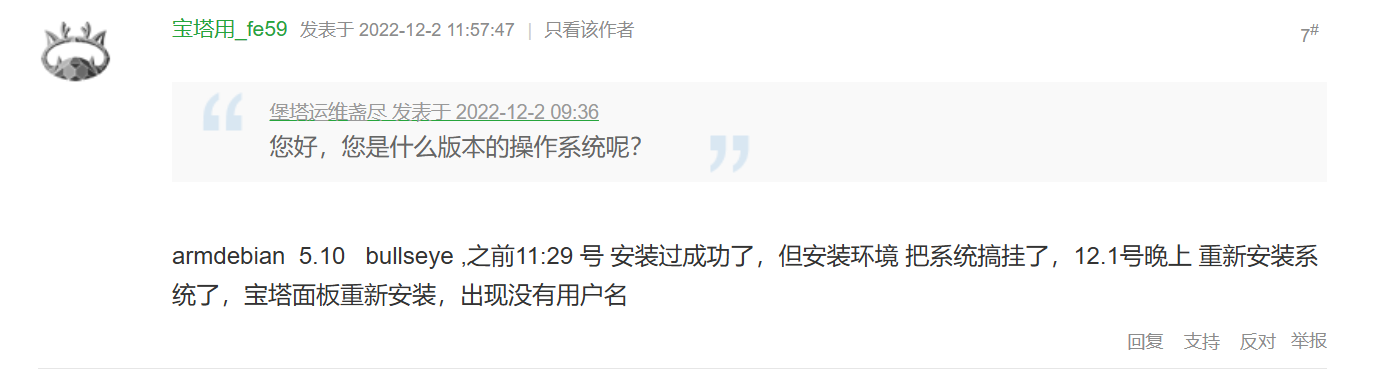 宝塔用_fe59 发表于 2022-12-2 11:57:47 | 只看该作者
7#
堡塔运维盏尽 发表于 2022-12-2 09:36
您好，您是什么版本的操作系统呢？
armdebian 5.10 bullseye ,之前11:29 号 安装过成功了，但安装环境 把系统搞挂了，12.1号晚上 重新安装系
统了，宝塔面板重新安装，出现没有用户名
回复 支持 反对 举报